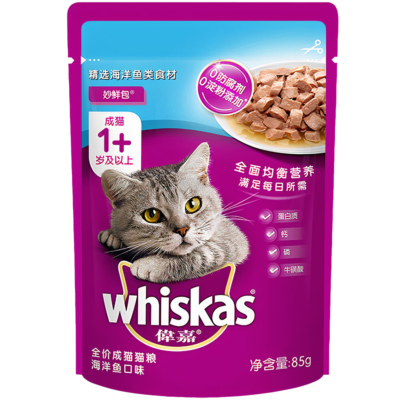 精选海洋鱼类食材
妙鲜包®
0防腐剂
0淀粉添加
成猫
1+
岁及以上
全面均衡营养
满足每日所需
蛋白质
钙
磷
牛磺酸
whiskas
偉嘉®
全价成猫猫粮
海洋鱼口味
净含量:85g